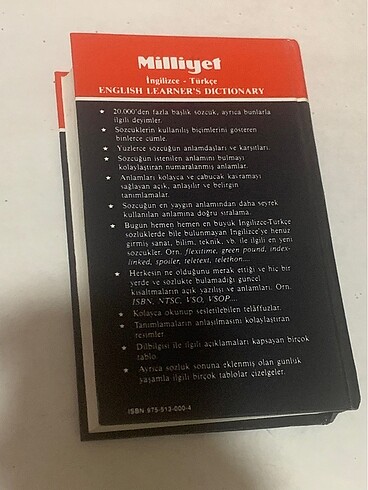 Milliyet
İngilizce - Türkçe
ENGLISH LEARNER'S DICTIONARY
★ 20.000'den fazla başlık sözcük, ayrıca bunlarla
ilgili deyimler.
★ Sözcüklerin kullanılış biçimlerini gösteren
binlerce cümle.
★ Yüzlerce sözcüğün anlamdaşları ve karşıtları.
★ Sözcüğün istenilen anlamını bulmayı
kolaylaştıran numaralanmış anlamlar.
★ Anlamları kolayca ve çabucak kavramayı
sağlayan açık, anlaşılır ve belirgin
tanımlamalar.
★ Sözcüğün en yaygın anlamından daha seyrek
kullanılan anlamına doğru sıralama.
★ Bugün hemen hemen en büyük İngilizce-Türkçe
sözlüklerde bile bulunmayan İngilizce'ye henüz
girmiş sanat, bilim, teknik, vb. ile ilgili en yeni
sözcükler. Örn. flexitime, green pound, index-
linked, spoiler, teletext, telethon....
★ Herkesin ne olduğunu merak ettiği ve hiç bir
yerde ve sözlükte bulamadığı güncel
kısaltmaların açık yazılışı ve anlamları. Örn.
ISBN, NTSC, VSO, VSOP....
★ Kolayca okunup sesletilebilen telâffuzlar.
★ Tanımlamaların anlaşılmasını kolaylaştıran
resimler.
★ Dilbilgisi ile ilgili açıklamaları kapsayan birçok
tablo.
★ Ayrıca sözlük sonuna eklenmiş olan günlük
yaşamla ilgili birçok tablolar çizelgeler.
ISBN 975-513-000-4